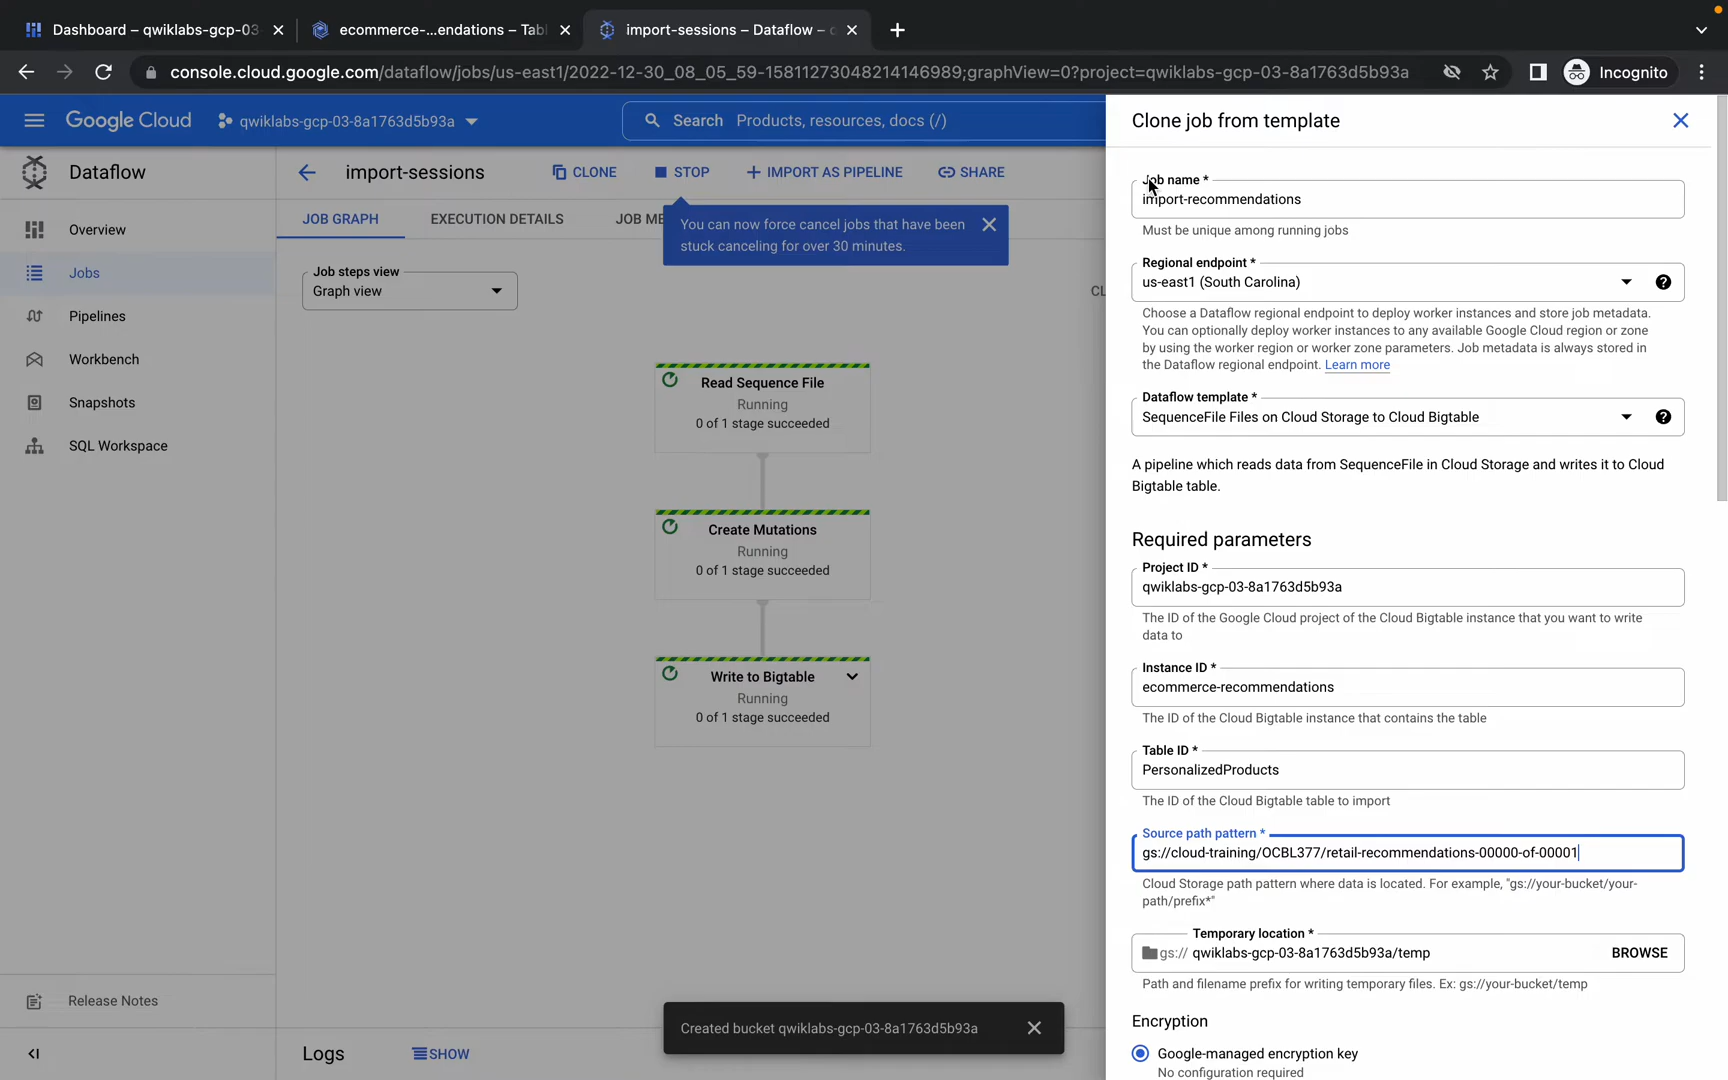 Dashboard – qwiklabs-gcp-03
ecommerce-...endations – Tab
import-sessions – Dataflow –
console.cloud.google.com/dataflow/jobs/us-east1/2022-12-30_08_05_59-15811273048214146989;graphView=0?project=qwiklabs-gcp-03-8a1763d5b93a
Incognito
Google Cloud
qwiklabs-gcp-03-8a1763d5b93a
Search Products, resources, docs (/)
Clone job from template
Dataflow
import-sessions
CLONE
STOP
IMPORT AS PIPELINE
SHARE
Overview
Jobs
Pipelines
Workbench
Snapshots
SQL Workspace
Release Notes
JOB GRAPH
EXECUTION DETAILS
JOB ME
You can now force cancel jobs that have been
stuck canceling for over 30 minutes.
Job steps view
Graph view
CL
Read Sequence File
Running
0 of 1 stage succeeded
Create Mutations
Running
0 of 1 stage succeeded
Write to Bigtable
Running
0 of 1 stage succeeded
Logs
SHOW
Created bucket qwiklabs-gcp-03-8a1763d5b93a
Job name *
import-recommendations
Must be unique among running jobs
Regional endpoint *
us-east1 (South Carolina)
Choose a Dataflow regional endpoint to deploy worker instances and store job metadata.
You can optionally deploy worker instances to any available Google Cloud region or zone
by using the worker region or worker zone parameters. Job metadata is always stored in
the Dataflow regional endpoint. Learn more
Dataflow template *
SequenceFile Files on Cloud Storage to Cloud Bigtable
A pipeline which reads data from SequenceFile in Cloud Storage and writes it to Cloud
Bigtable table.
Required parameters
Project ID *
qwiklabs-gcp-03-8a1763d5b93a
The ID of the Google Cloud project of the Cloud Bigtable instance that you want to write
data to
Instance ID *
ecommerce-recommendations
The ID of the Cloud Bigtable instance that contains the table
Table ID *
PersonalizedProducts
The ID of the Cloud Bigtable table to import
Source path pattern *
gs://cloud-training/OCBL377/retail-recommendations-00000-of-00001
Cloud Storage path pattern where data is located. For example, "gs://your-bucket/your-
path/prefix*"
Temporary location *
gs:// qwiklabs-gcp-03-8a1763d5b93a/temp
BROWSE
Path and filename prefix for writing temporary files. Ex: gs://your-bucket/temp
Encryption
Google-managed encryption key
No configuration required